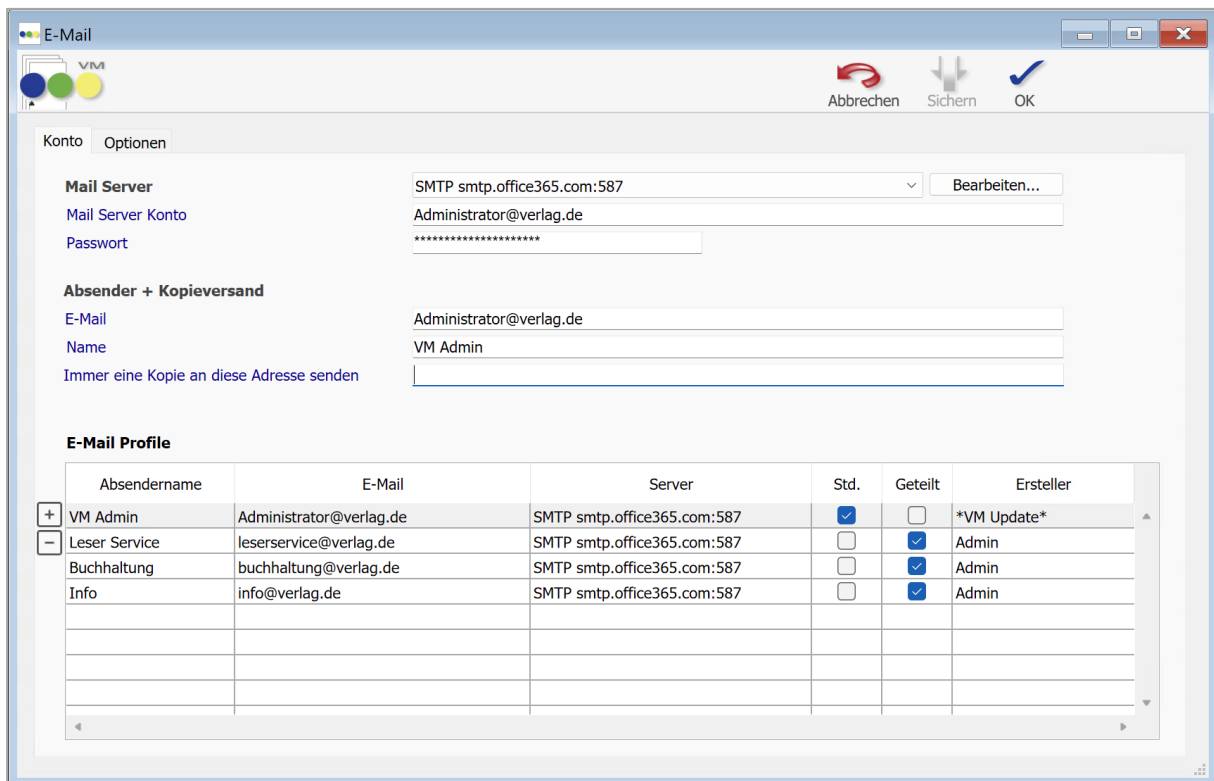 E-Mail
VM
Abbrechen Sichern OK
Konto Optionen
Mail Server SMTP smtp.office365.com:587 Bearbeiten...
Mail Server Konto Administrator@verlag.de
Passwort *********************
Absender + Kopieversand
E-Mail Administrator@verlag.de
Name VM Admin
Immer eine Kopie an diese Adresse senden
E-Mail Profile
Absendername E-Mail Server Std. Geteilt Ersteller
VM Admin Administrator@verlag.de SMTP smtp.office365.com:587 *VM Update*
Leser Service leserservice@verlag.de SMTP smtp.office365.com:587 Admin
Buchhaltung buchhaltung@verlag.de SMTP smtp.office365.com:587 Admin
Info info@verlag.de SMTP smtp.office365.com:587 Admin